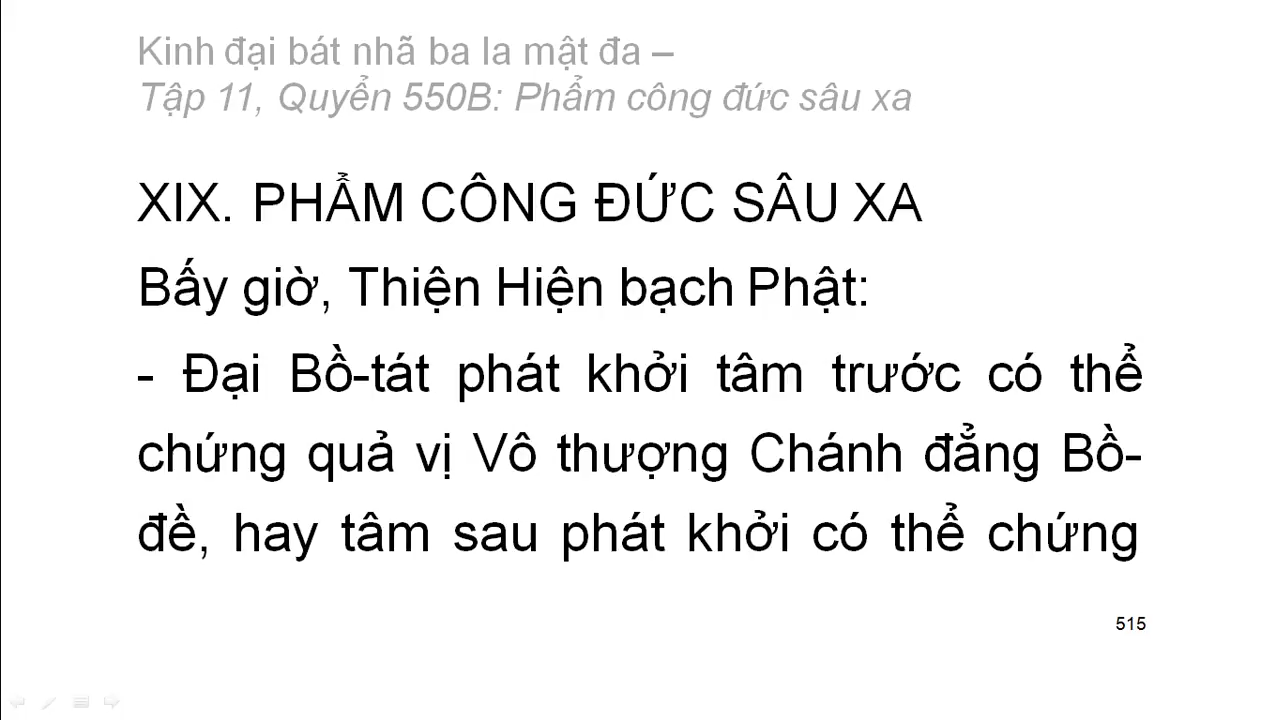 Kinh đại bát nhã ba la mật đa –
Tập 11, Quyển 550B: Phẩm công đức sâu xa
XIX. PHẨM CÔNG ĐỨC SÂU XA
Bấy giờ, Thiện Hiện bạch Phật:
- Đại Bồ-tát phát khởi tâm trước có thể
chứng quả vị Vô thượng Chánh đẳng Bồ-
đề, hay tâm sau phát khởi có thể chứng
515